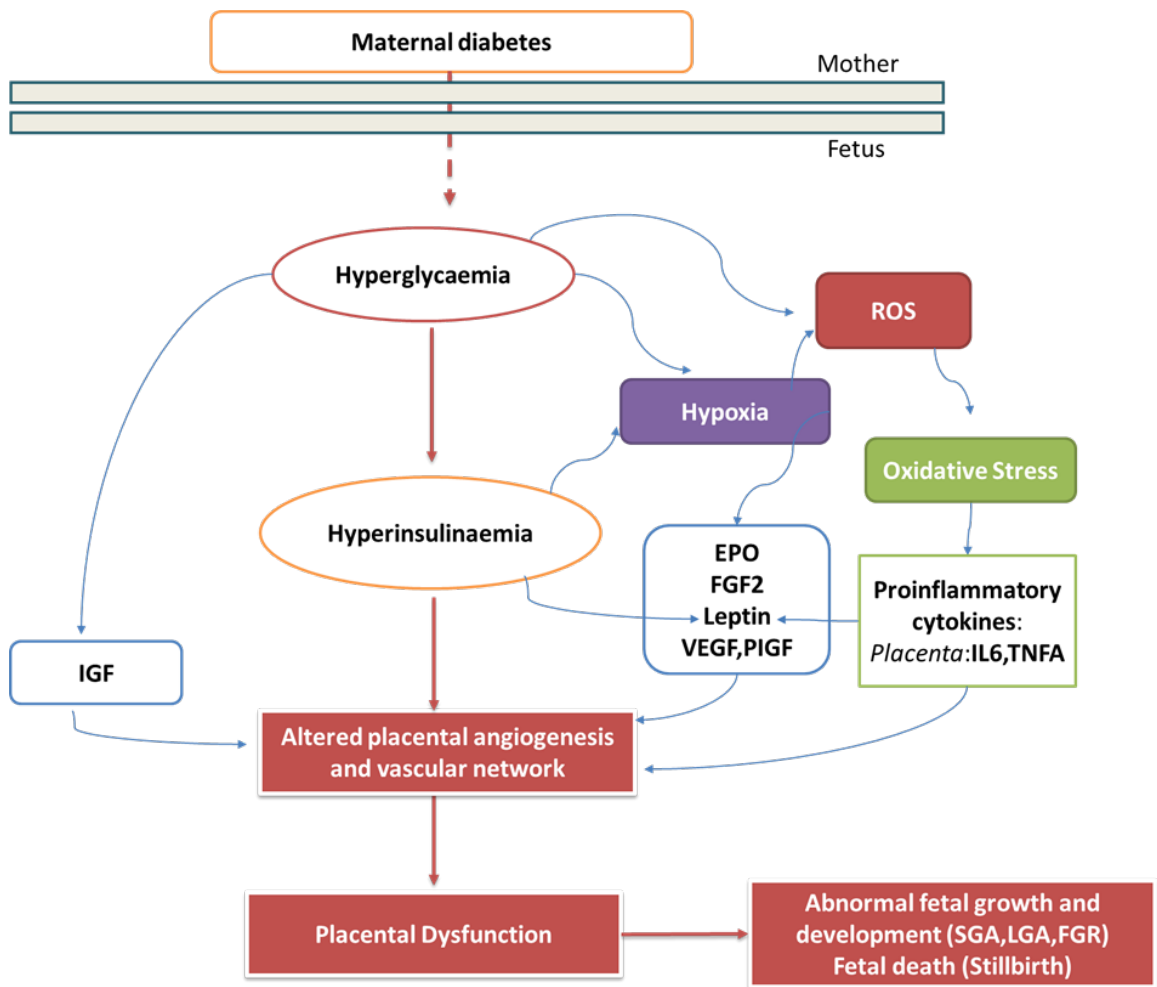 Maternal diabetes
Mother
Fetus
Hyperglycaemia
ROS
Hypoxia
Oxidative Stress
Hyperinsulinaemia
EPO
FGF2
Leptin
VEGF,PIGF
Proinflammatory
cytokines:
Placenta:IL6,TNFA
IGF
Altered placental angiogenesis
and vascular network
Placental Dysfunction
Abnormal fetal growth and
development (SGA,LGA,FGR)
Fetal death (Stillbirth)